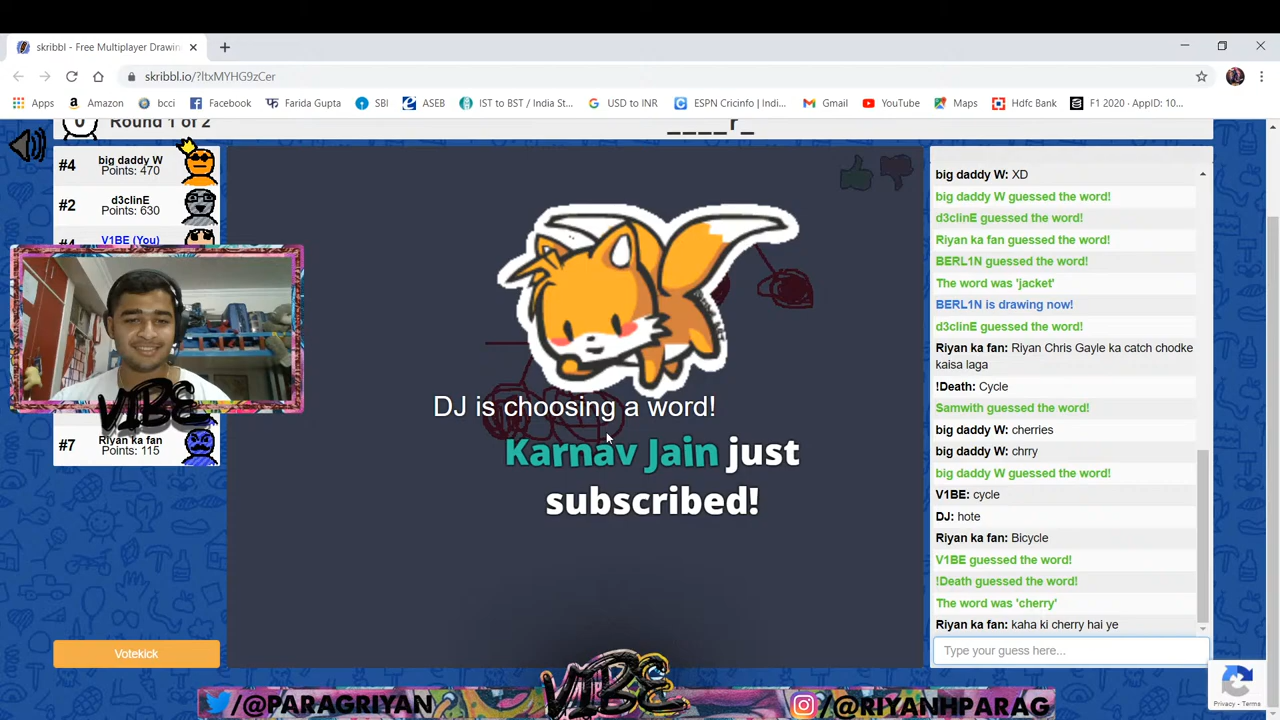 skribbl - Free Multiplayer Drawin
skribbl.io/?ltxMYHG9zCer
Apps Amazon bcci Facebook Fania Gupta SBI ASEB IST to BST / India St... USD to INR ESPN Cricinfo | Indi... Gmail YouTube Maps Hdfc Bank F1 2020 - AppID: 10...
Round 1 of 2
_ _ _ _ r _
#4 big daddy W
Points: 470
#2 d3clinE
Points: 630
V1BE (You)
#7 Riyan ka fan
Points: 115
Votekick
VIBE
DJ is choosing a word!
Karnav Jain just
subscribed!
big daddy W: XD
big daddy W guessed the word!
d3clinE guessed the word!
Riyan ka fan guessed the word!
BERL1N guessed the word!
The word was 'jacket'
BERL1N is drawing now!
d3clinE guessed the word!
Riyan ka fan: Riyan Chris Gayle ka catch chodke
kaisa laga
!Death: Cycle
Samwith guessed the word!
big daddy W: cherries
big daddy W: chrry
big daddy W guessed the word!
V1BE: cycle
DJ: hote
Riyan ka fan: Bicycle
V1BE guessed the word!
!Death guessed the word!
The word was 'cherry'
Riyan ka fan: kaha ki cherry hai ye
Type your guess here...
Privacy - Terms
VIBE
/@PARAGRIYAN
/@RIYANHPARAG